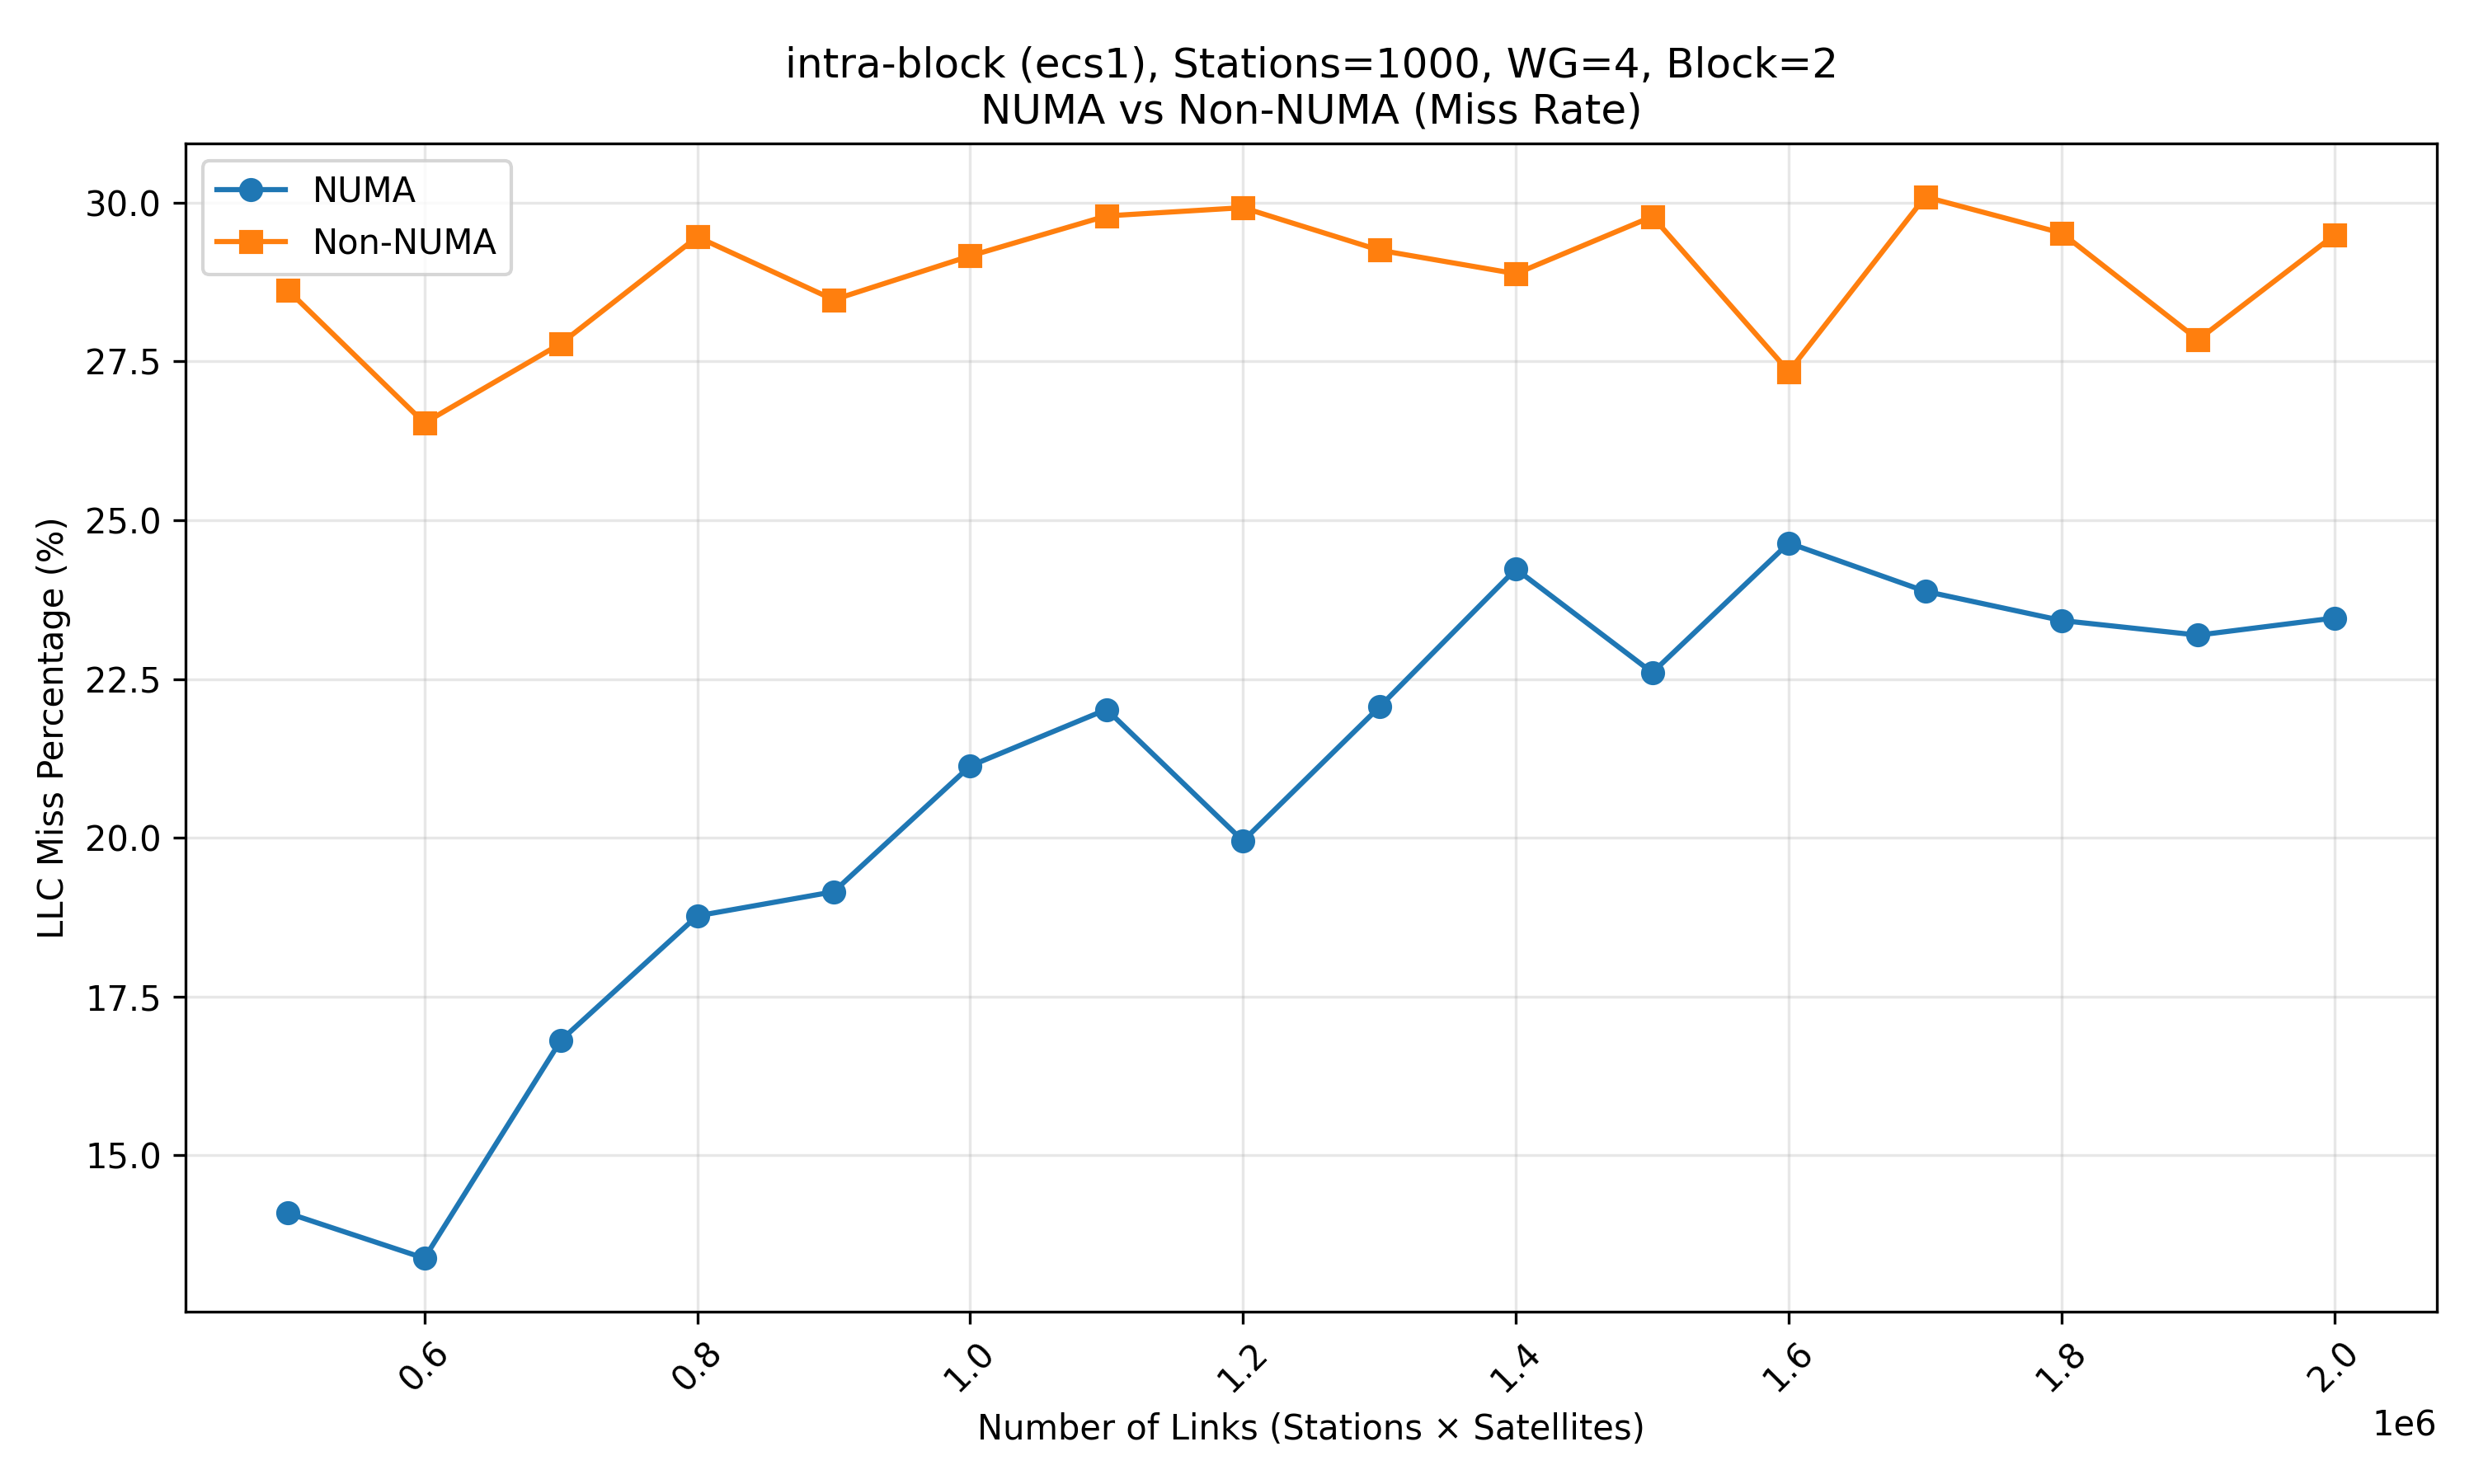 intra-block (ecs1), Stations=1000, WG=4, Block=2
NUMA vs Non-NUMA (Miss Rate)
NUMA
Non-NUMA
30.0
27.5
25.0
22.5
20.0
17.5
15.0
LLC Miss Percentage (%)
0.6
0.8
1.0
1.2
1.4
1.6
1.8
2.0
1e6
Number of Links (Stations × Satellites)